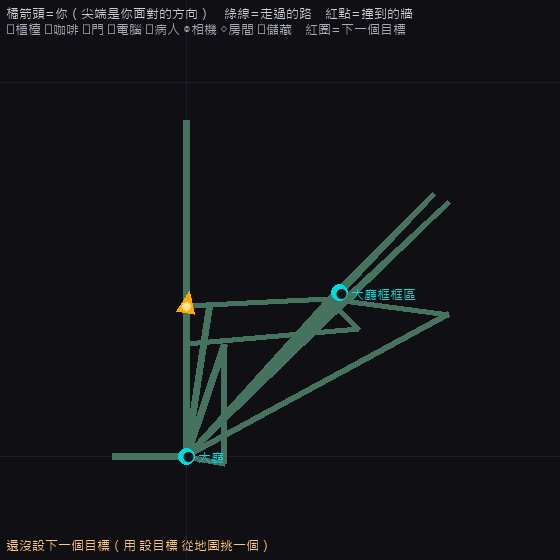 橘箭頭=你（尖端是你面對的方向） 綠線=走過的路 紅點=撞到的牆
▯櫃檯 ▯咖啡 ▯門 ▯電腦 ▯病人 ⌖相機 ◇房間 ▯儲藏 紅圈=下一個目標
大廳框框區
大廳
還沒設下一個目標（用 設目標 從地圖挑一個）